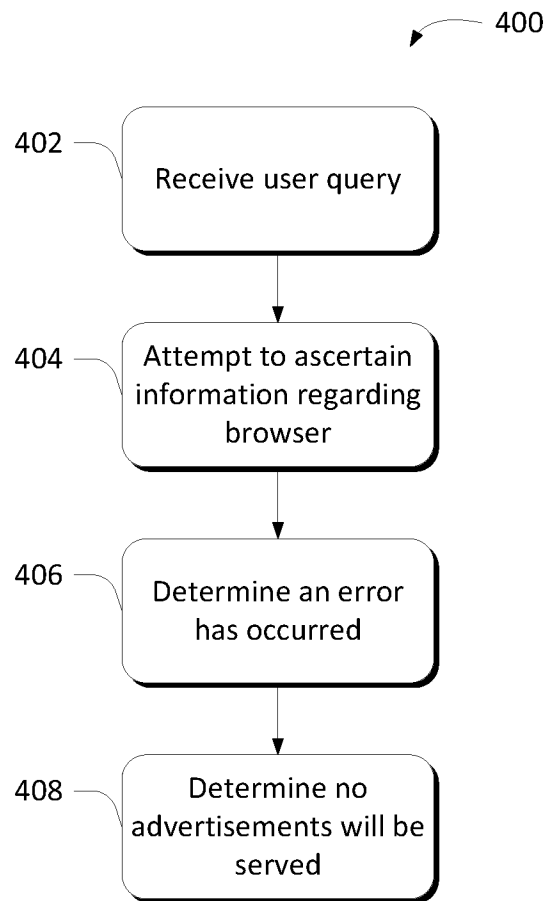 400
402
Receive user query
404
Attempt to ascertain
information regarding
browser
406
Determine an error
has occurred
408
Determine no
advertisements will be
served